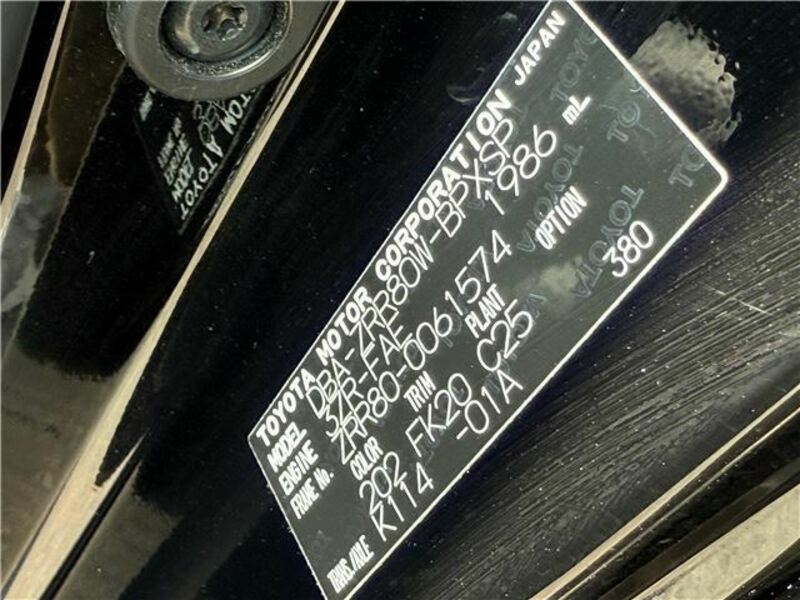 TOYOTA MOTOR CORPORATION JAPAN
MODEL DBA-ZRR80W-BPXSP
ENGINE 3ZR-FAE 1986 mL
FRAME No. ZRR80-0061574
COLOR TRIM PLANT OPTION
202 FK20 C25 380
TRANS./AXLE K114 -01A